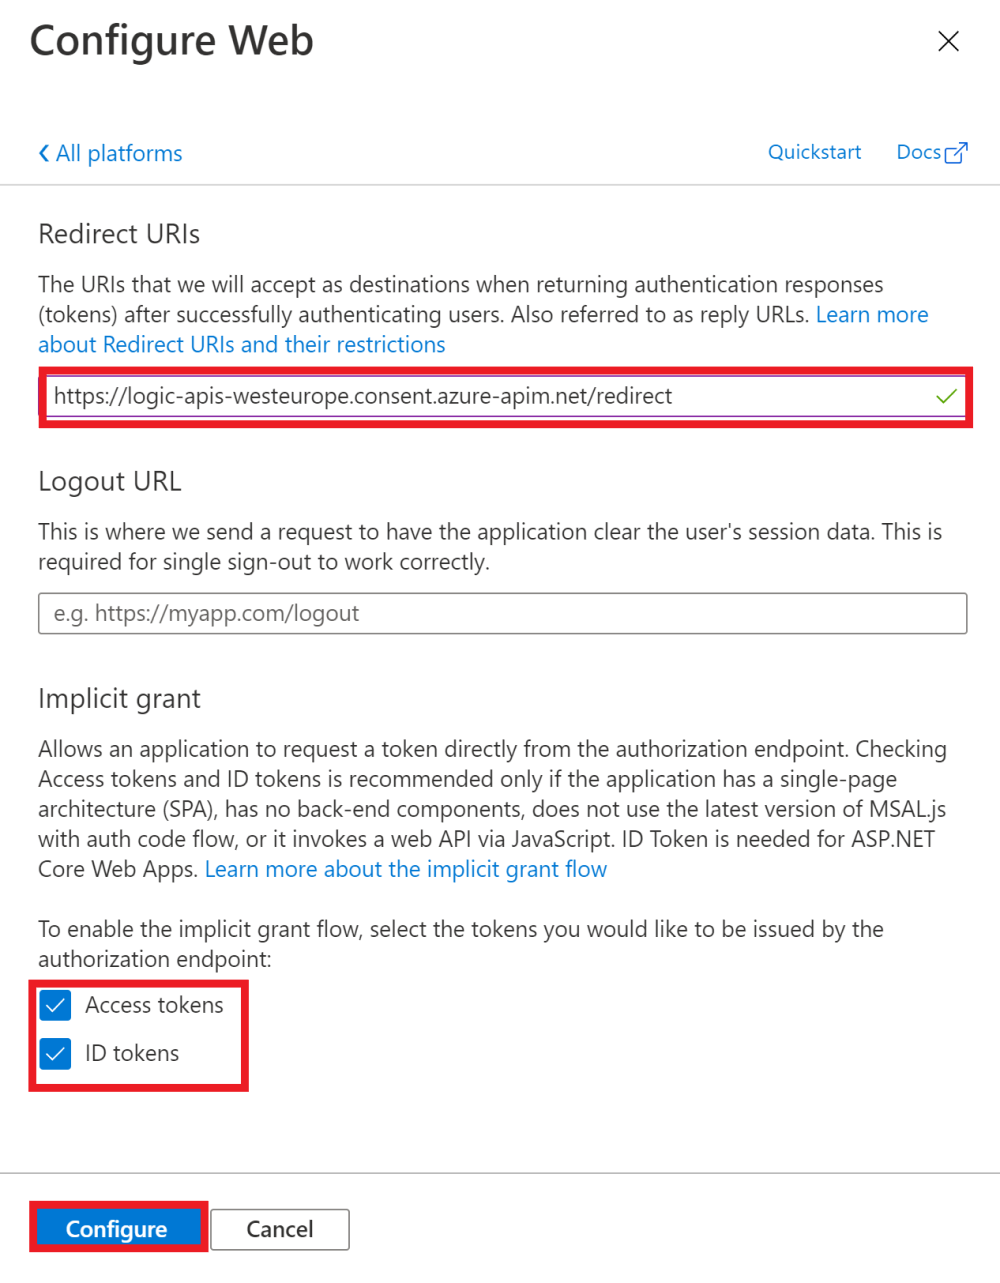 Configure Web
All platforms
Quickstart
Docs
Redirect URIs
The URIs that we will accept as destinations when returning authentication responses
(tokens) after successfully authenticating users. Also referred to as reply URLs. Learn more
about Redirect URIs and their restrictions
https://logic-apis-westeurope.consent.azure-apim.net/redirect
Logout URL
This is where we send a request to have the application clear the user's session data. This is
required for single sign-out to work correctly.
e.g. https://myapp.com/logout
Implicit grant
Allows an application to request a token directly from the authorization endpoint. Checking
Access tokens and ID tokens is recommended only if the application has a single-page
architecture (SPA), has no back-end components, does not use the latest version of MSAL.js
with auth code flow, or it invokes a web API via JavaScript. ID Token is needed for ASP.NET
Core Web Apps. Learn more about the implicit grant flow
To enable the implicit grant flow, select the tokens you would like to be issued by the
authorization endpoint:
Access tokens
ID tokens
Configure
Cancel